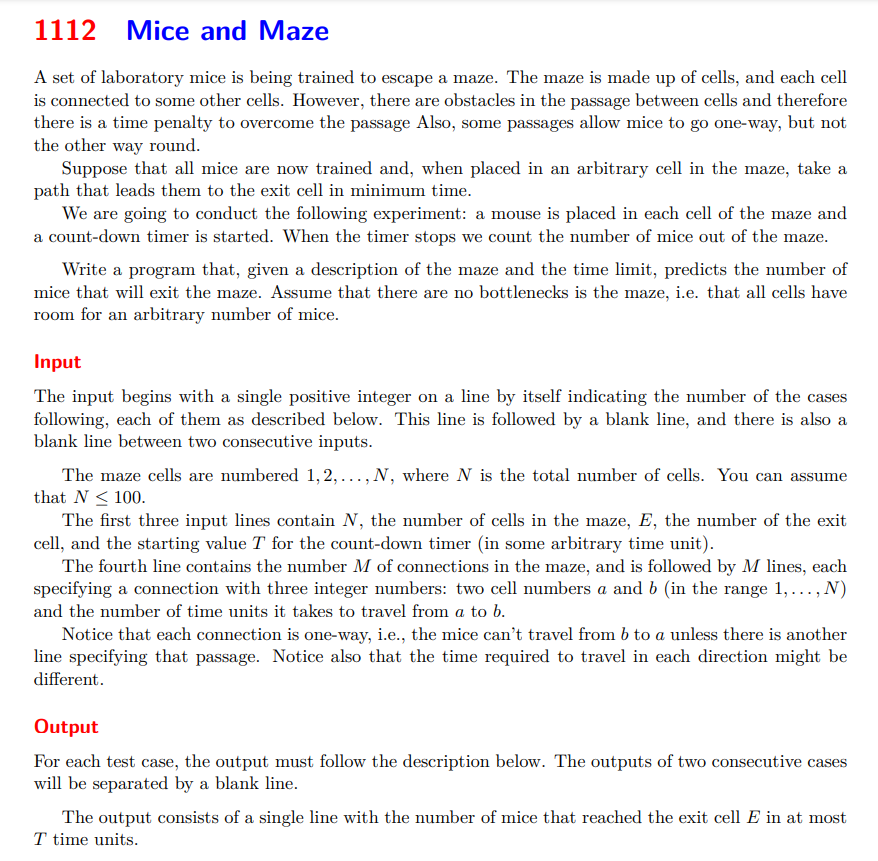 1112 Mice and Maze
A set of laboratory mice is being trained to escape a maze. The maze is made up of cells, and each cell
is connected to some other cells. However, there are obstacles in the passage between cells and therefore
there is a time penalty to overcome the passage Also, some passages allow mice to go one-way, but not
the other way round.
Suppose that all mice are now trained and, when placed in an arbitrary cell in the maze, take a
path that leads them to the exit cell in minimum time.
We are going to conduct the following experiment: a mouse is placed in each cell of the maze and
a count-down timer is started. When the timer stops we count the number of mice out of the maze.
Write a program that, given a description of the maze and the time limit, predicts the number of
mice that will exit the maze. Assume that there are no bottlenecks is the maze, i.e. that all cells have
room for an arbitrary number of mice.
Input
The input begins with a single positive integer on a line by itself indicating the number of the cases
following, each of them as described below. This line is followed by a blank line, and there is also a
blank line between two consecutive inputs.
The maze cells are numbered 1, 2, . . . , N, where N is the total number of cells. You can assume
that N ≤ 100.
The first three input lines contain N, the number of cells in the maze, E, the number of the exit
cell, and the starting value T for the count-down timer (in some arbitrary time unit).
The fourth line contains the number M of connections in the maze, and is followed by M lines, each
specifying a connection with three integer numbers: two cell numbers a and b (in the range 1, . . . , N)
and the number of time units it takes to travel from a to b.
Notice that each connection is one-way, i.e., the mice can't travel from b to a unless there is another
line specifying that passage. Notice also that the time required to travel in each direction might be
different.
Output
For each test case, the output must follow the description below. The outputs of two consecutive cases
will be separated by a blank line.
The output consists of a single line with the number of mice that reached the exit cell E in at most
T time units.